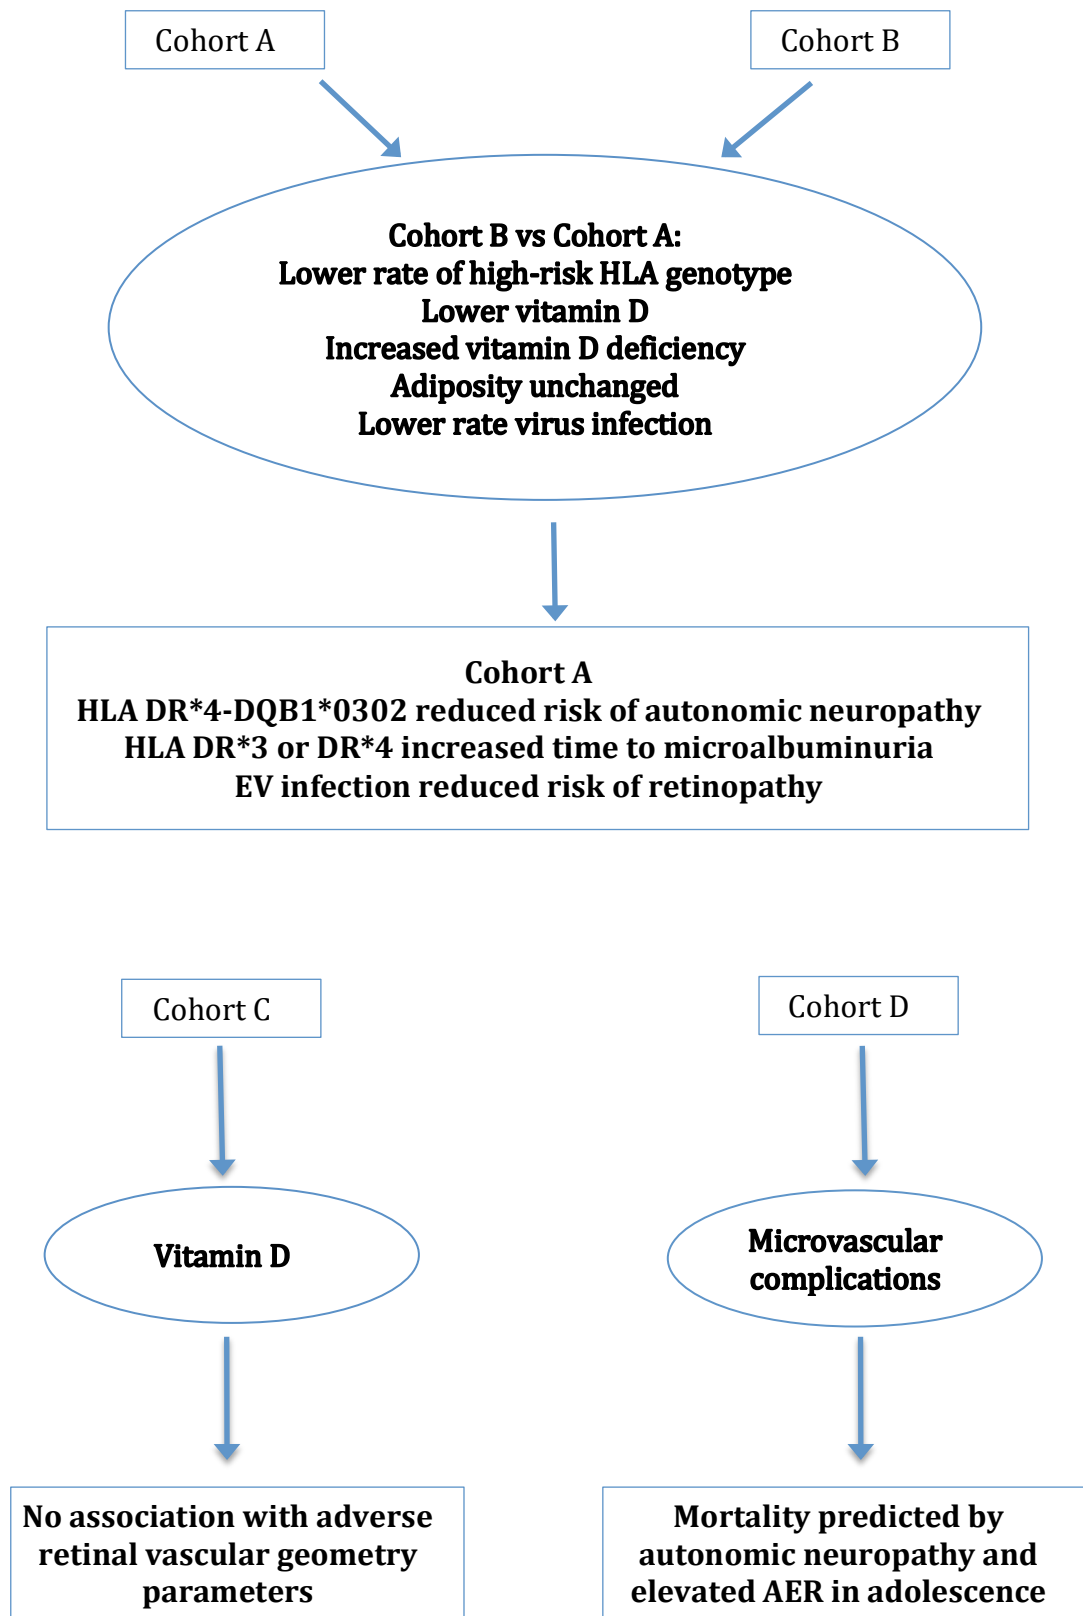 Cohort A
Cohort B
Cohort B vs Cohort A:
Lower rate of high-risk HLA genotype
Lower vitamin D
Increased vitamin D deficiency
Adiposity unchanged
Lower rate virus infection
Cohort A
HLA DR*4-DQB1*0302 reduced risk of autonomic neuropathy
HLA DR*3 or DR*4 increased time to microalbuminuria
EV infection reduced risk of retinopathy
Cohort C
Cohort D
Vitamin D
Microvascular
complications
No association with adverse
retinal vascular geometry
parameters
Mortality predicted by
autonomic neuropathy and
elevated AER in adolescence